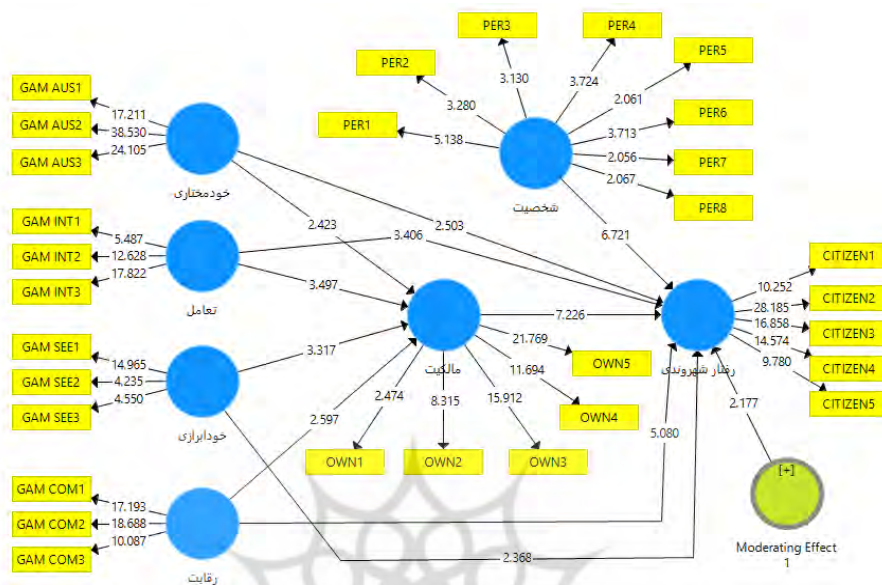 PER3
PER4
PER2
PER5
GAM AUS1
3.130
3.724
17.211
2.061
GAM AUS2
38.530
3.280
PER6
PER1
3.713
GAM AUS3
24.105
5.138
2.056
PER7
2.067
خودمختاری
شخصیت
PER8
GAM INT1
2.423
2.503
5.487
3.406
6.721
GAM INT2
12.628
CITIZEN1
17.822
10.252
GAM INT3
3.497
28.185
CITIZEN2
تعامل
7.226
16.858
CITIZEN3
GAM SEE1
3.317
21.769
14.574
14.965
OWN5
9.780
CITIZEN4
GAM SEE2
4.235
مالکیت
رفتار شهروندی
4.550
11.694
GAM SEE3
2.474
CITIZEN5
8.315
15.912
2.177
خودابرازی
2.597
OWN4
5.080
OWN1
OWN2
OWN3
[+]
GAM COM1
17.193
GAM COM2
18.688
10.087
GAM COM3
2.368
Moderating Effect
1
رقابت